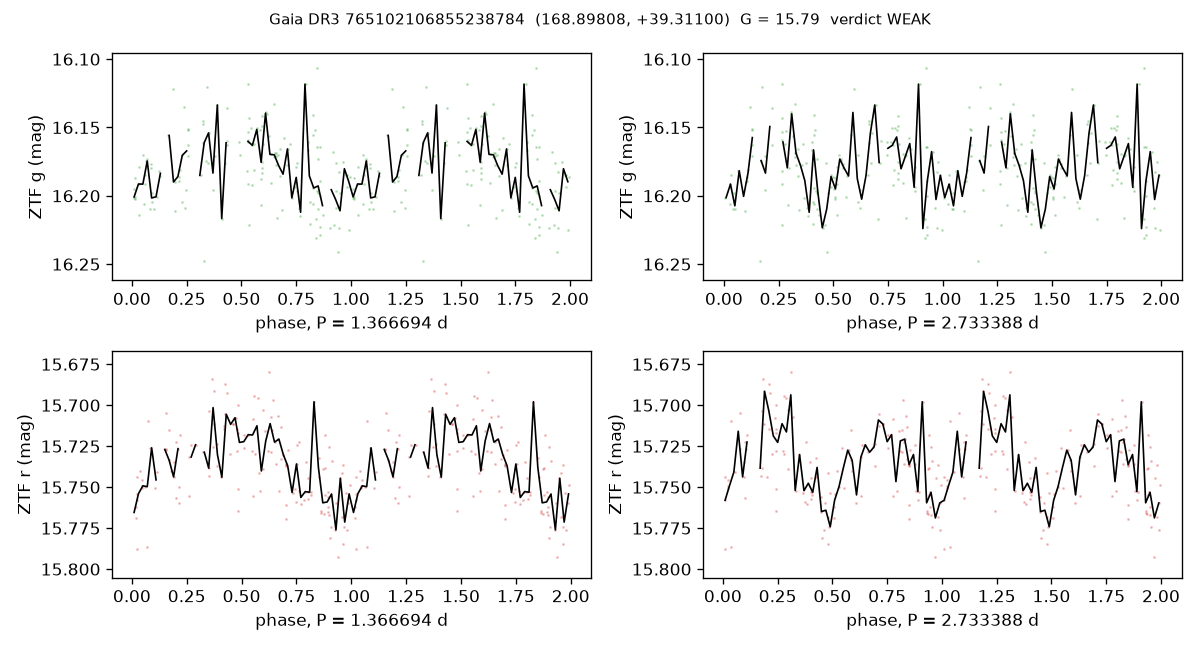 Gaia DR3 765102106855238784 (168.89808, +39.31100) G = 15.79 verdict WEAK
16.10
16.15
16.20
16.25
ZTF g (mag)
0.00 0.25 0.50 0.75 1.00 1.25 1.50 1.75 2.00
phase, P = 1.366694 d
16.10
16.15
16.20
16.25
ZTF g (mag)
0.00 0.25 0.50 0.75 1.00 1.25 1.50 1.75 2.00
phase, P = 2.733388 d
15.675
15.700
15.725
15.750
15.775
15.800
ZTF r (mag)
0.00 0.25 0.50 0.75 1.00 1.25 1.50 1.75 2.00
phase, P = 1.366694 d
15.675
15.700
15.725
15.750
15.775
15.800
ZTF r (mag)
0.00 0.25 0.50 0.75 1.00 1.25 1.50 1.75 2.00
phase, P = 2.733388 d